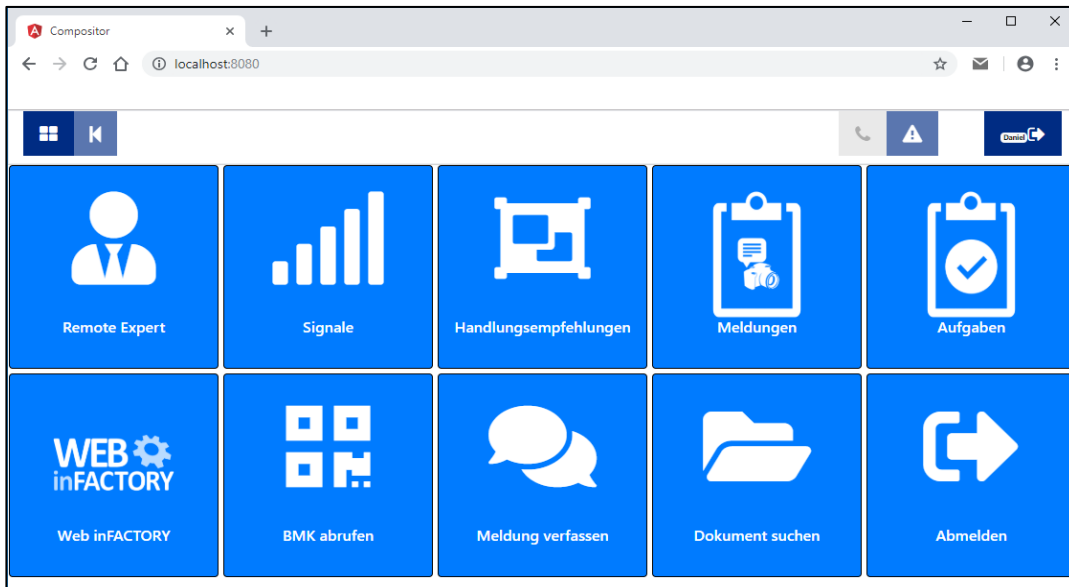 Compositor
localhost:8080
Daniel
Remote Expert
Signale
Handlungsempfehlungen
Meldungen
Aufgaben
WEB
inFACTORY
Web inFACTORY
BMK abrufen
Meldung verfassen
Dokument suchen
Abmelden